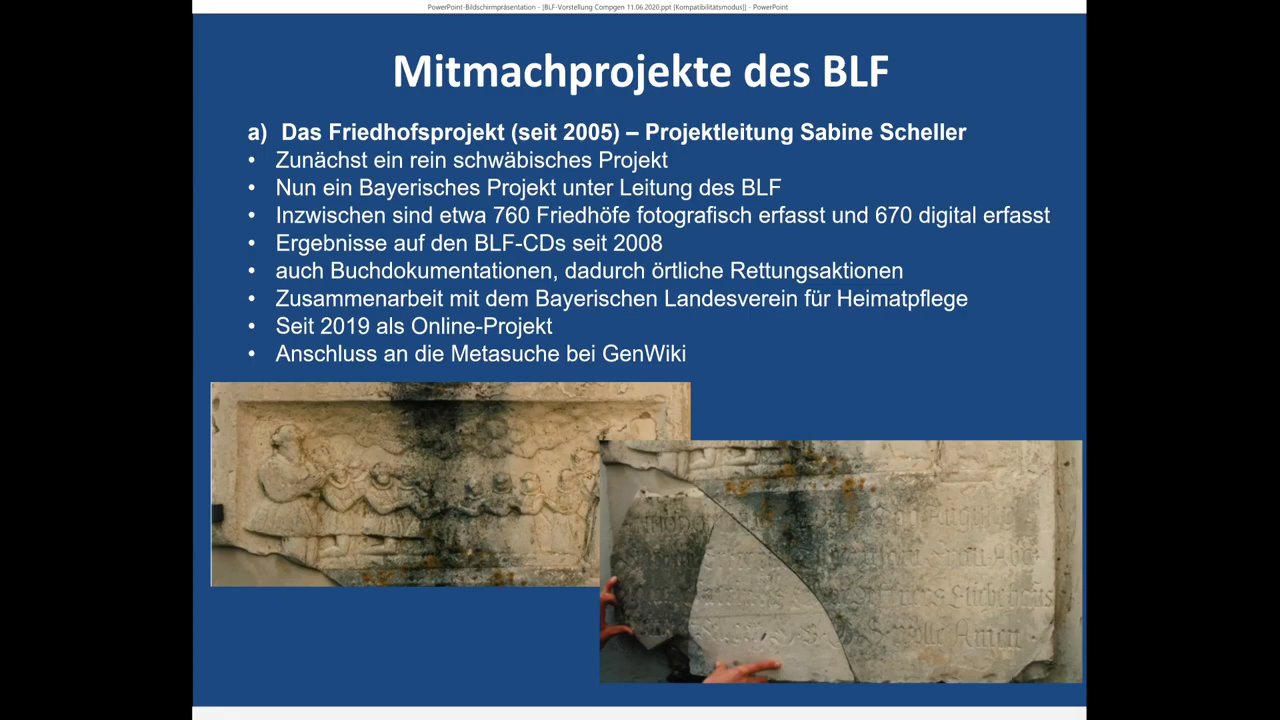 PowerPoint-Bildschirmpräsentation - [BLF-Vorstellung Compgen 11.06.2020.ppt [Kompatibilitätsmodus]] - PowerPoint
Mitmachprojekte des BLF
a) Das Friedhofsprojekt (seit 2005) – Projektleitung Sabine Scheller
• Zunächst ein rein schwäbisches Projekt
• Nun ein Bayerisches Projekt unter Leitung des BLF
• Inzwischen sind etwa 760 Friedhöfe fotografisch erfasst und 670 digital erfasst
• Ergebnisse auf den BLF-CDs seit 2008
• auch Buchdokumentationen, dadurch örtliche Rettungsaktionen
• Zusammenarbeit mit dem Bayerischen Landesverein für Heimatpflege
• Seit 2019 als Online-Projekt
• Anschluss an die Metasuche bei GenWiki
Amen